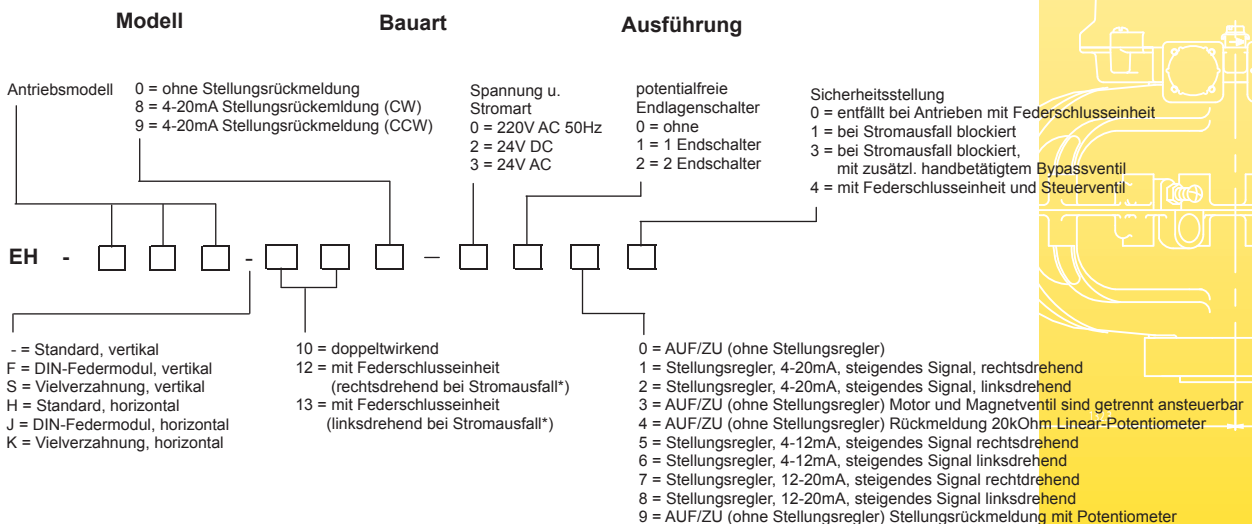 Modell Bauart Ausführung
Antriebsmodell
0 = ohne Stellungsrückmeldung
8 = 4-20mA Stellungsrückemldung (CW)
9 = 4-20mA Stellungsrückmeldung (CCW)
Spannung u.
Stromart
0 = 220V AC 50Hz
2 = 24V DC
3 = 24V AC
potentialfreie
Endlagenschalter
0 = ohne
1 = 1 Endschalter
2 = 2 Endschalter
Sicherheitsstellung
0 = entfällt bei Antrieben mit Federschlusseinheit
1 = bei Stromausfall blockiert
3 = bei Stromausfall blockiert,
mit zusätzl. handbetätigtem Bypassventil
4 = mit Federschlusseinheit und Steuerventil
EH - - –
- = Standard, vertikal
F = DIN-Federmodul, vertikal
S = Vielverzahnung, vertikal
H = Standard, horizontal
J = DIN-Federmodul, horizontal
K = Vielverzahnung, horizontal
10 = doppeltwirkend
12 = mit Federschlusseinheit
(rechtsdrehend bei Stromausfall*)
13 = mit Federschlusseinheit
(linksdrehend bei Stromausfall*)
0 = AUF/ZU (ohne Stellungsregler)
1 = Stellungsregler, 4-20mA, steigendes Signal, rechtsdrehend
2 = Stellungsregler, 4-20mA, steigendes Signal, linksdrehend
3 = AUF/ZU (ohne Stellungsregler) Motor und Magnetventil sind getrennt ansteuerbar
4 = AUF/ZU (ohne Stellungsregler) Rückmeldung 20kOhm Linear-Potentiometer
5 = Stellungsregler, 4-12mA, steigendes Signal rechtsdrehend
6 = Stellungsregler, 4-12mA, steigendes Signal linksdrehend
7 = Stellungsregler, 12-20mA, steigendes Signal rechtdrehend
8 = Stellungsregler, 12-20mA, steigendes Signal linksdrehend
9 = AUF/ZU (ohne Stellungsregler) Stellungsrückmeldung mit Potentiometer